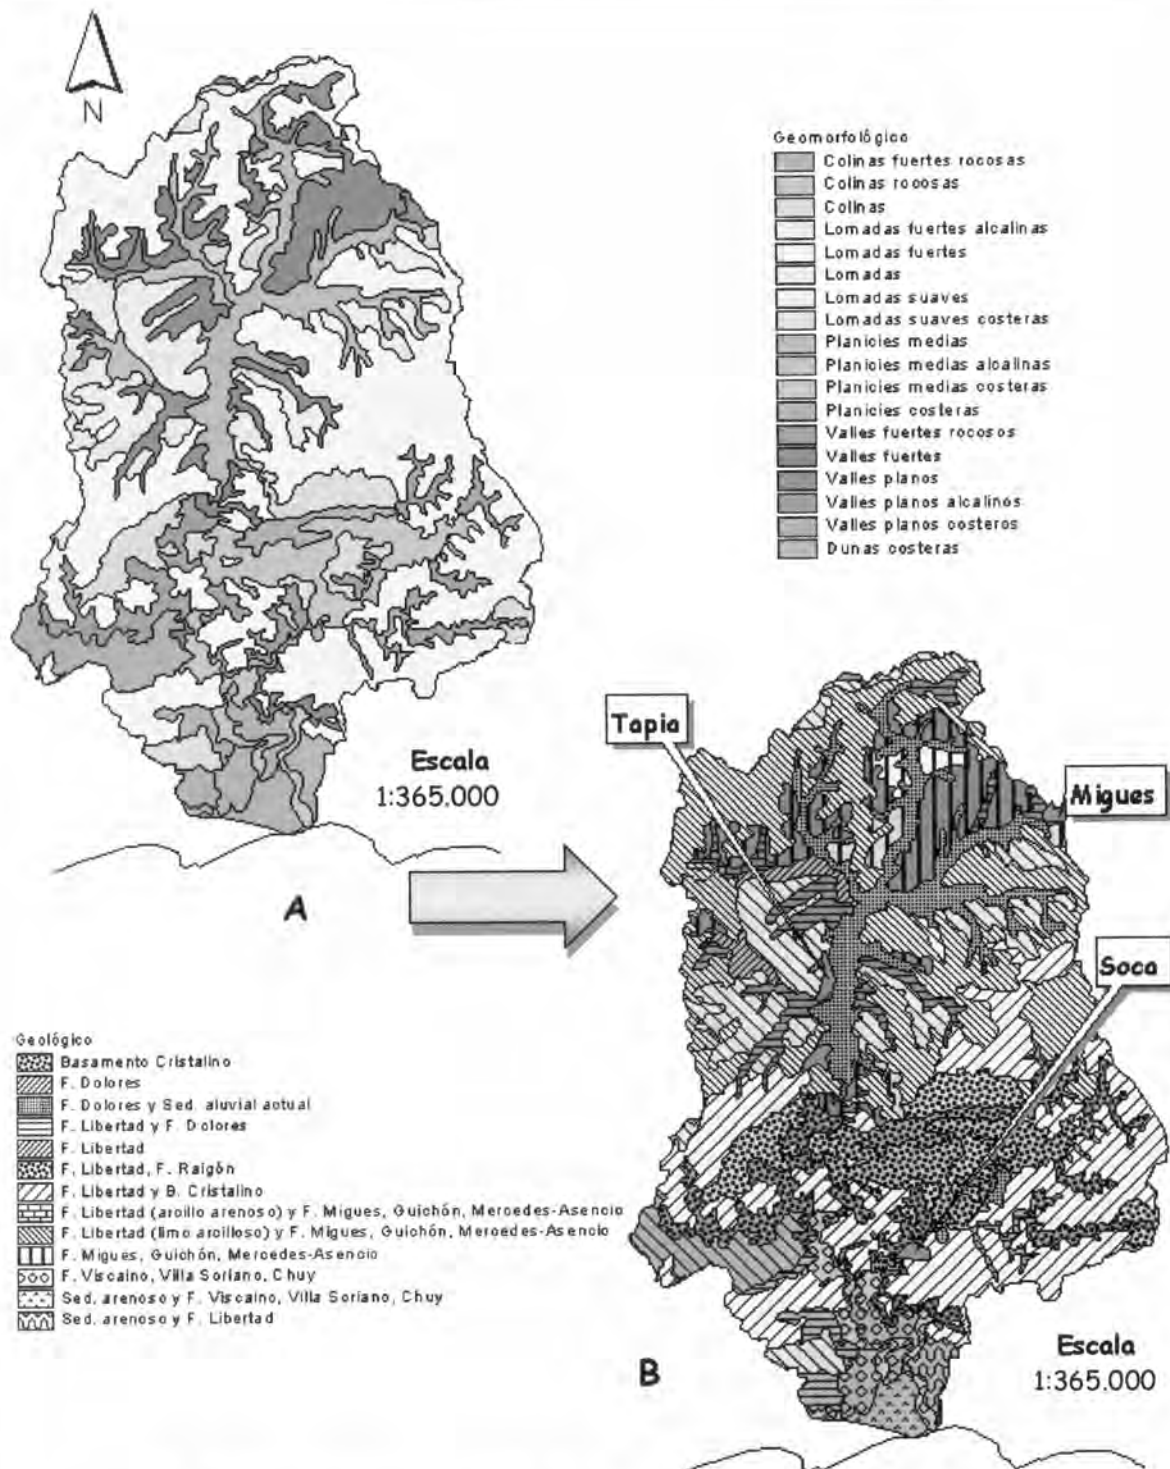 N
Geomorfológico
Colinas fuertes rocosas
Colinas rocosas
Colinas
Lomadas fuertes alcalinas
Lomadas fuertes
Lomadas
Lomadas suaves
Lomadas suaves costeras
Planicies medias
Planicies medias alcalinas
Planicies medias costeras
Planicies costeras
Valles fuertes rocosos
Valles fuertes
Valles planos
Valles planos alcalinos
Valles planos costeros
Dunas costeras
Escala
1:365.000
A
Tapia
Migues
Soca
Geológico
Basamento Cristalino
F. Dolores
F. Dolores y Sed. aluvial actual
F. Libertad y F. Dolores
F. Libertad
F. Libertad, F. Raigón
F. Libertad y B. Cristalino
F. Libertad (arcillo arenoso) y F. Migues, Guichón, Mercedes-Asencio
F. Libertad (limo arcilloso) y F. Migues, Guichón, Mercedes-Asencio
F. Migues, Guichón, Mercedes-Asencio
F. Viscaino, Villa Soriano, Chuy
Sed. arenoso y F. Viscaino, Villa Soriano, Chuy
Sed. arenoso y F. Libertad
B
Escala
1:365.000